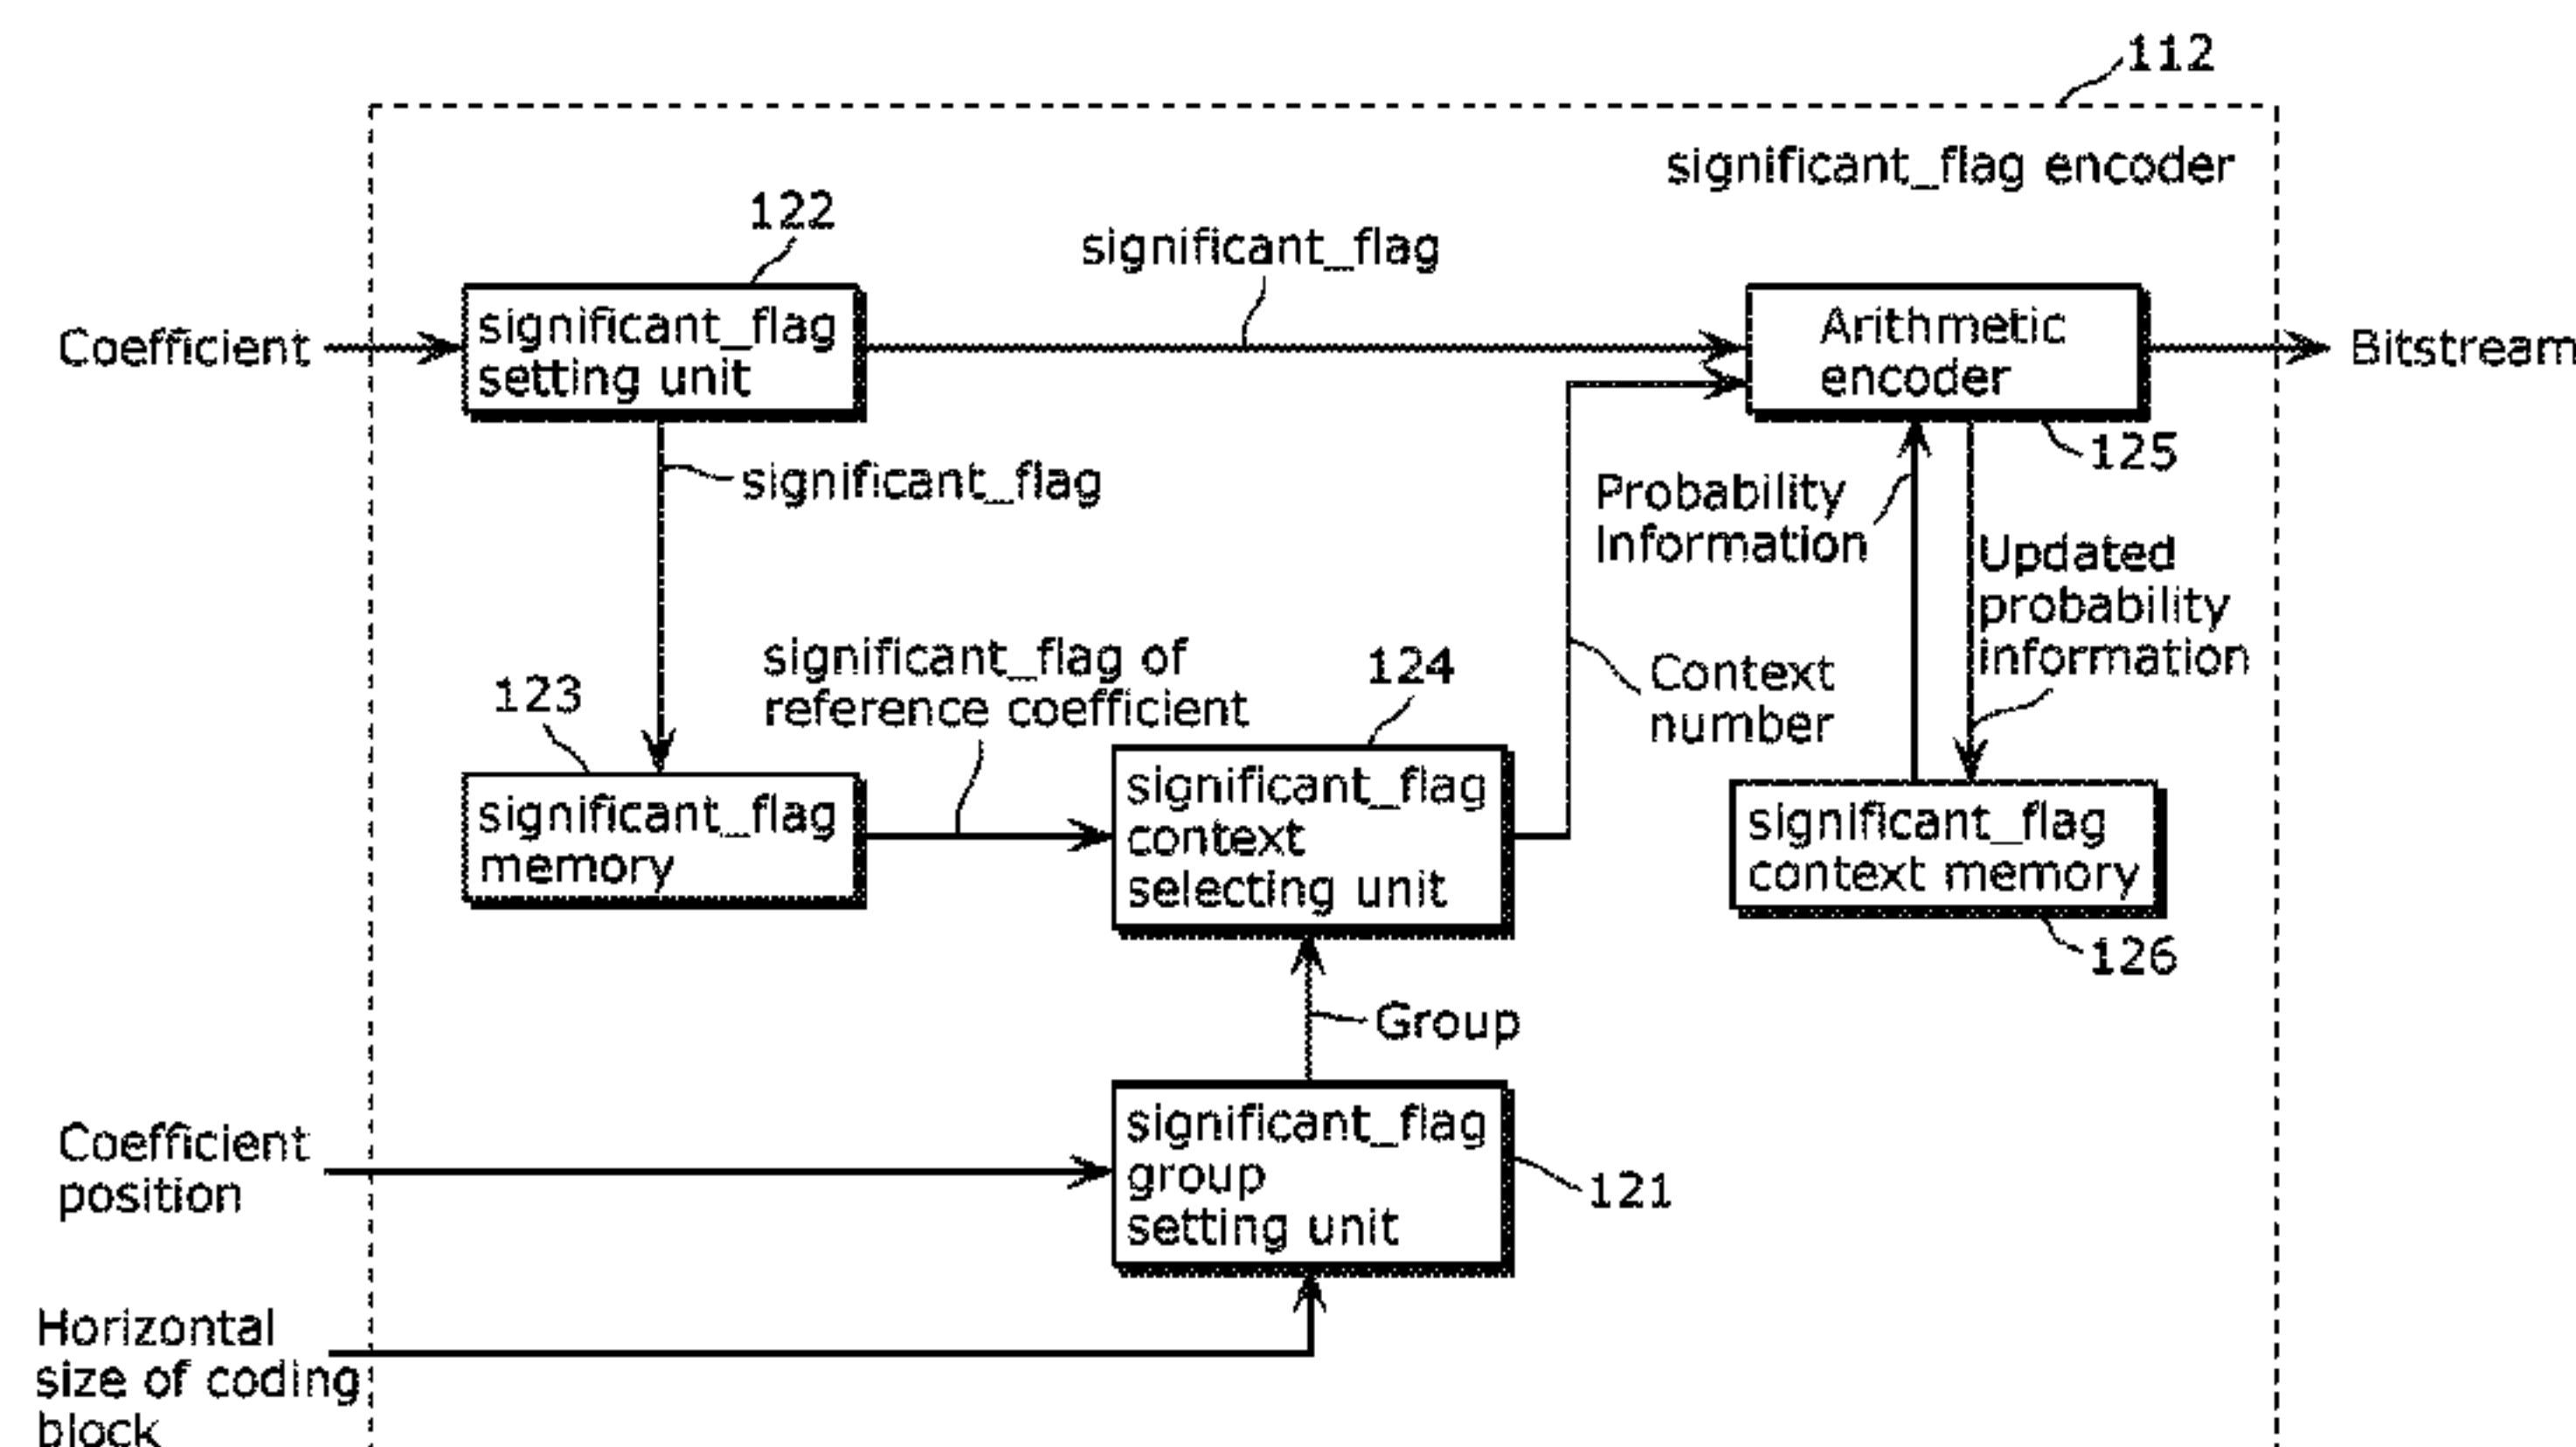 112
significant_flag encoder
122
significant_flag
Coefficient
significant_flag
setting unit
Arithmetic
encoder
Bitstream
125
significant_flag
Probability
Information
Updated
probability
information
123
significant_flag of
reference coefficient
124
Context
number
significant_flag
memory
significant_flag
context
selecting unit
significant_flag
context memory
126
Group
Coefficient
position
significant_flag
group
setting unit
121
Horizontal
size of coding
block